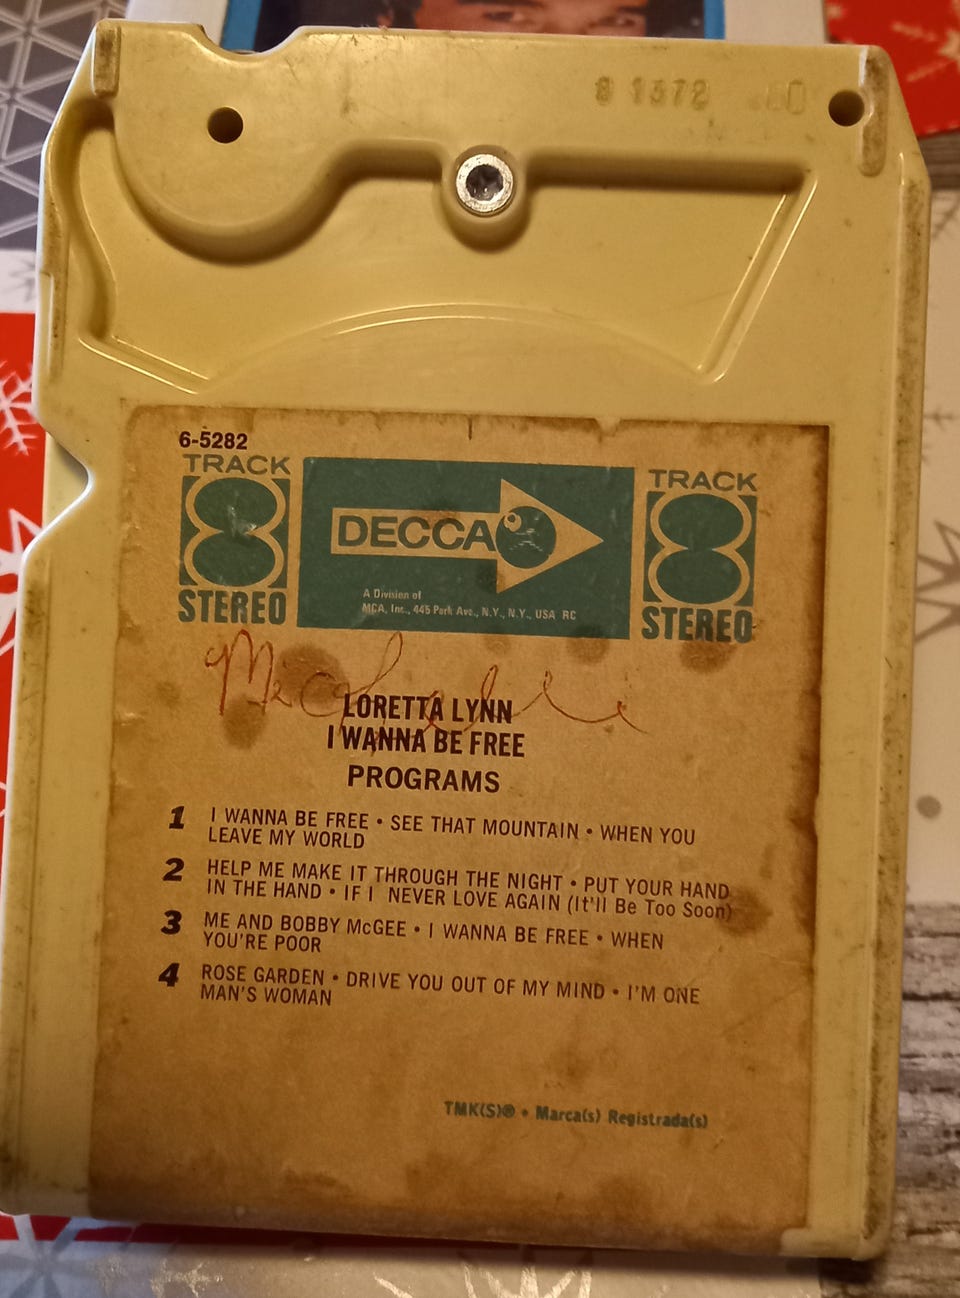 6-5282
TRACK
8
STEREO
DECCA
A Division of
MCA, Inc., 445 Park Ave., N.Y., N.Y., USA RC
TRACK
8
STEREO
Michelle
LORETTA LYNN
I WANNA BE FREE
PROGRAMS
1 I WANNA BE FREE • SEE THAT MOUNTAIN • WHEN YOU
LEAVE MY WORLD
2 HELP ME MAKE IT THROUGH THE NIGHT • PUT YOUR HAND
IN THE HAND • IF I NEVER LOVE AGAIN (It'll Be Too Soon)
3 ME AND BOBBY McGEE • I WANNA BE FREE • WHEN
YOU'RE POOR
4 ROSE GARDEN • DRIVE YOU OUT OF MY MIND • I'M ONE
MAN'S WOMAN
TMK(S)® • Marca(s) Registrada(s)